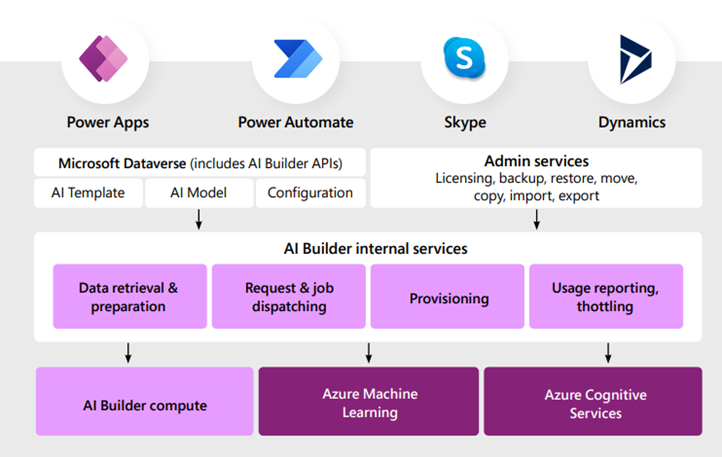 S
Power Apps
Power Automate
Skype
Dynamics
Microsoft Dataverse (includes AI Builder APIs)
AI Template
AI Model
Configuration
Admin services
Licensing, backup, restore, move,
copy, import, export
AI Builder internal services
Data retrieval &
preparation
Request & job
dispatching
Provisioning
Usage reporting,
thottling
AI Builder compute
Azure Machine
Learning
Azure Cognitive
Services